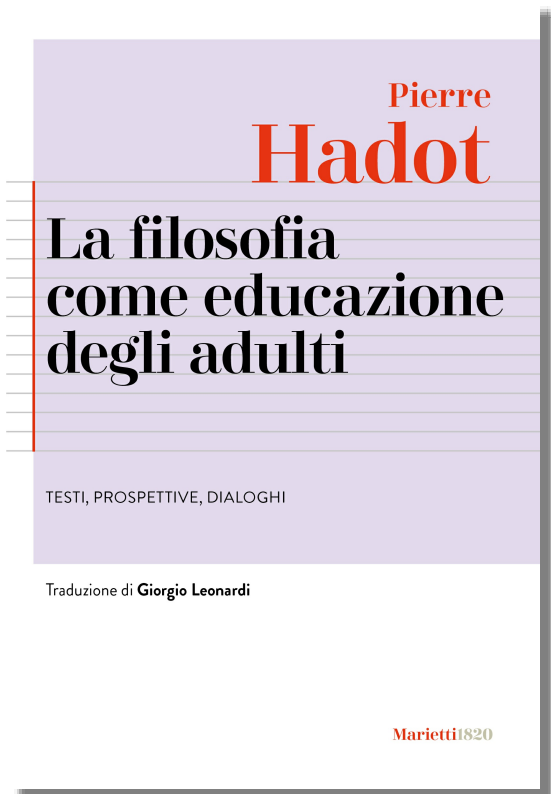 Pierre
Hadot
La filosofia
come educazione
degli adulti
TESTI, PROSPETTIVE, DIALOGHI
Traduzione di Giorgio Leonardi
Marietti1820